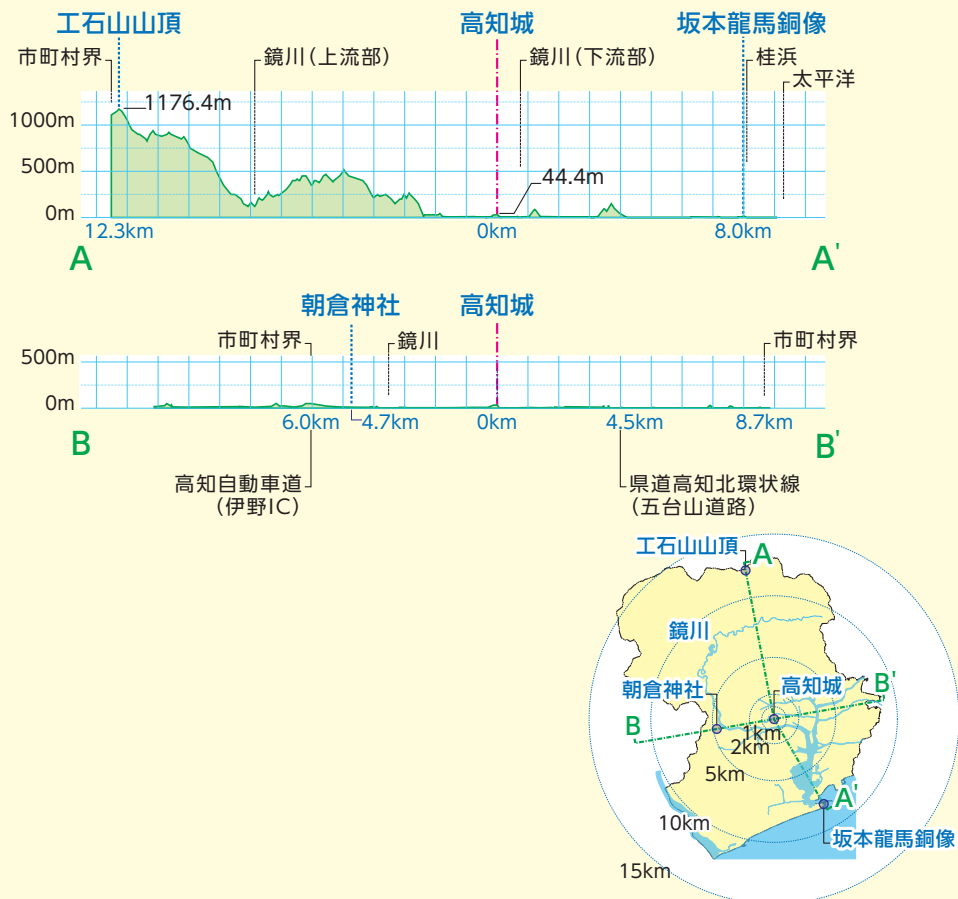 工石山山頂
高知城
坂本龍馬銅像
市町村界
鏡川(上流部)
鏡川(下流部)
桂浜
太平洋
1176.4m
1000m
500m
44.4m
0m
12.3km
0km
8.0km
A
A'
朝倉神社
高知城
市町村界
鏡川
市町村界
500m
0m
6.0km
4.7km
0km
4.5km
8.7km
B
B'
高知自動車道
(伊野IC)
県道高知北環状線
(五台山道路)
工石山山頂
A
鏡川
朝倉神社
高知城
B'
B
1km
2km
5km
A'
10km
坂本龍馬銅像
15km